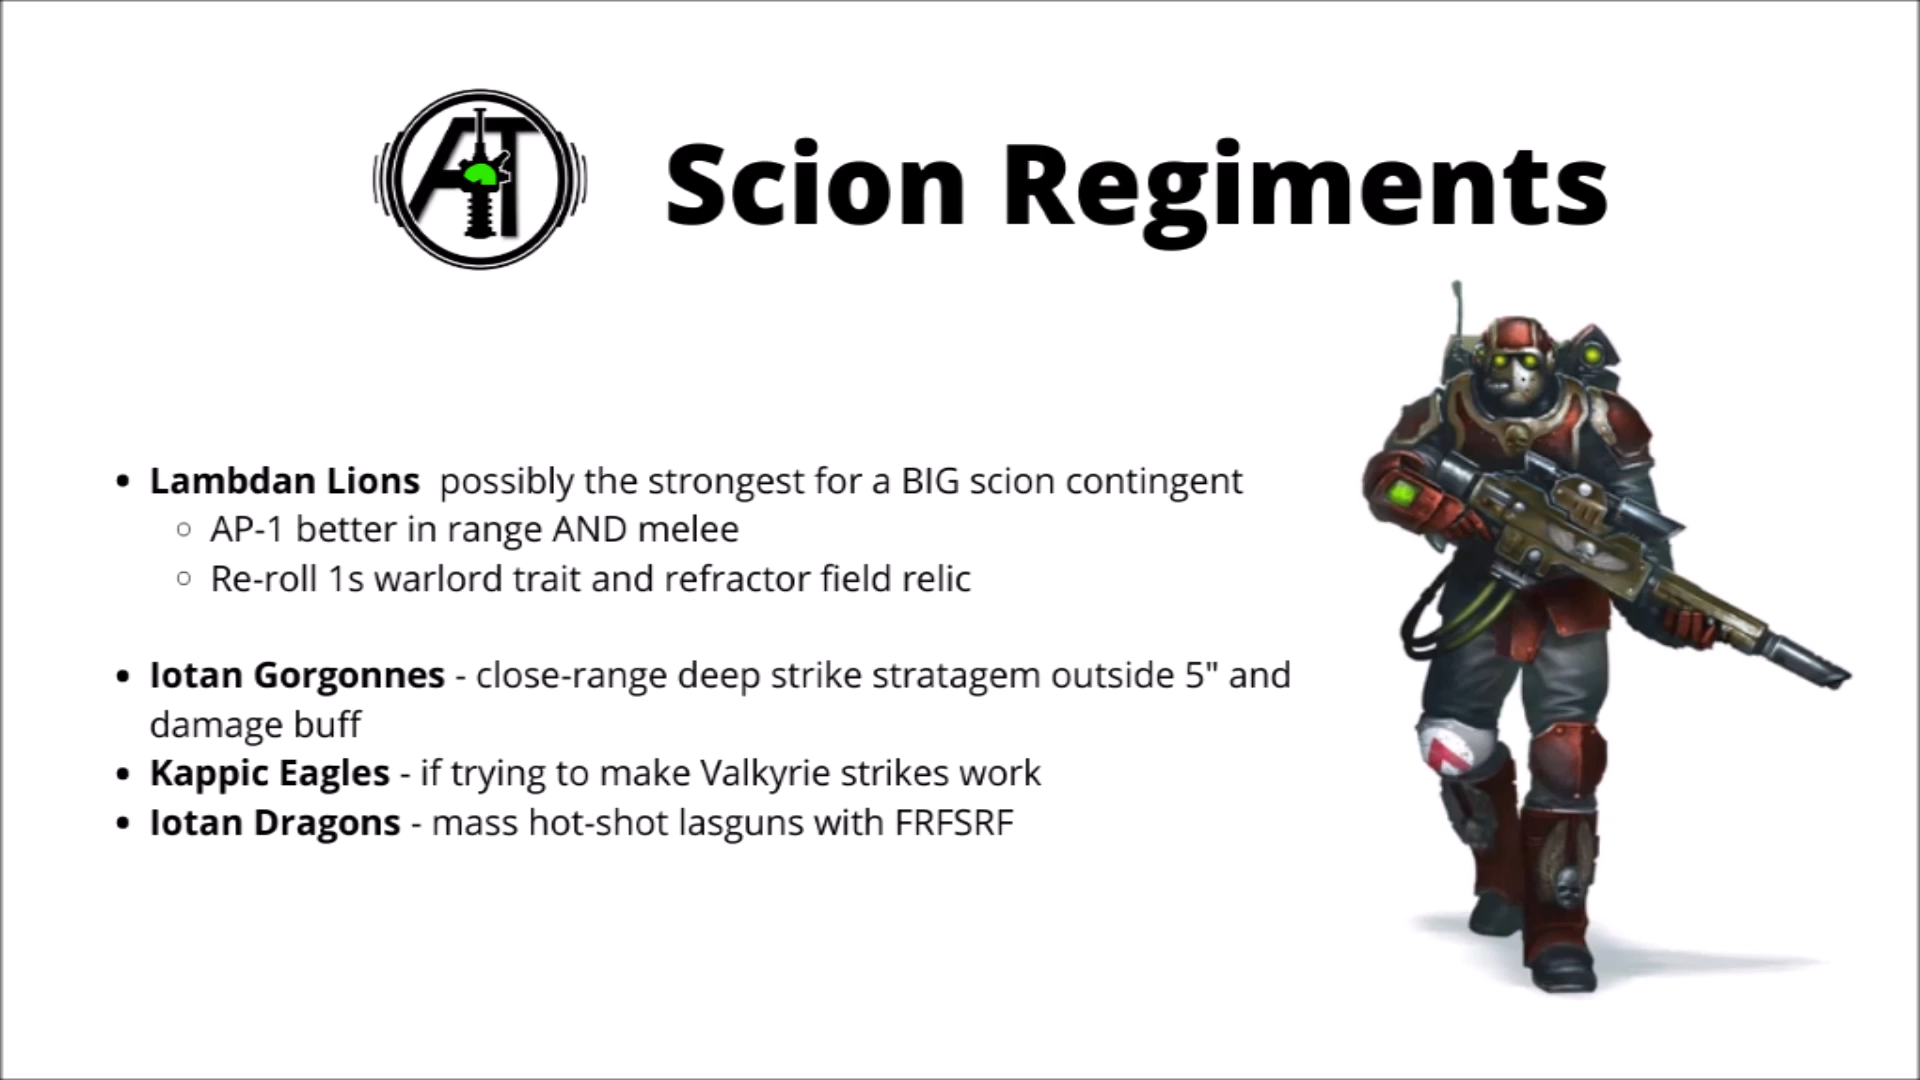 AT
Scion Regiments
• Lambdan Lions  possibly the strongest for a BIG scion contingent
○ AP-1 better in range AND melee
○ Re-roll 1s warlord trait and refractor field relic
• Iotan Gorgonnes - close-range deep strike stratagem outside 5" and
damage buff
• Kappic Eagles - if trying to make Valkyrie strikes work
• Iotan Dragons - mass hot-shot lasguns with FRFSRF